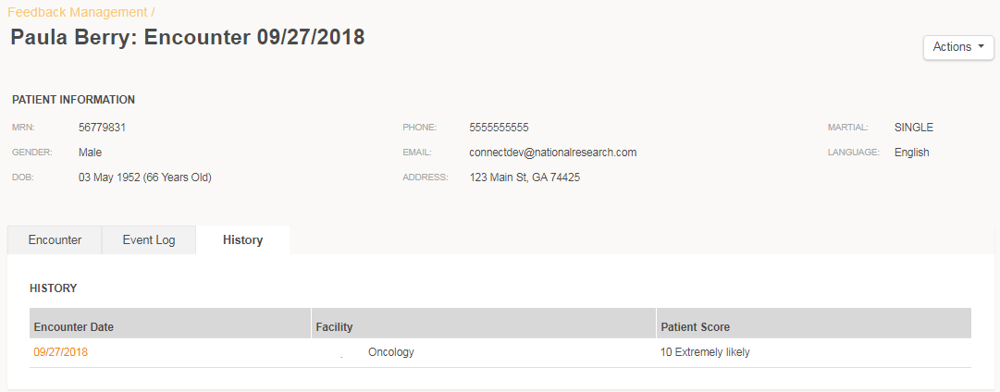 Feedback Management /
Paula Berry: Encounter 09/27/2018
Actions
PATIENT INFORMATION
MRN: 56779831 PHONE: 5555555555 MARTIAL: SINGLE
GENDER: Male EMAIL: connectdev@nationalresearch.com LANGUAGE: English
DOB: 03 May 1952 (66 Years Old) ADDRESS: 123 Main St, GA 74425
Encounter Event Log History
HISTORY
Encounter Date Facility Patient Score
09/27/2018 Oncology 10 Extremely likely